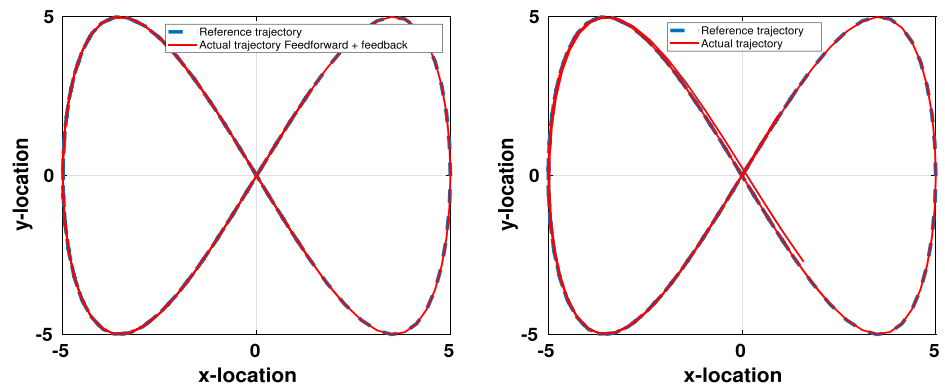 5
Reference trajectory
Actual trajectory Feedforward + feedback
y-location
0
-5
-5
0
5
x-location
5
Reference trajectory
Actual trajectory
y-location
0
-5
-5
0
5
x-location